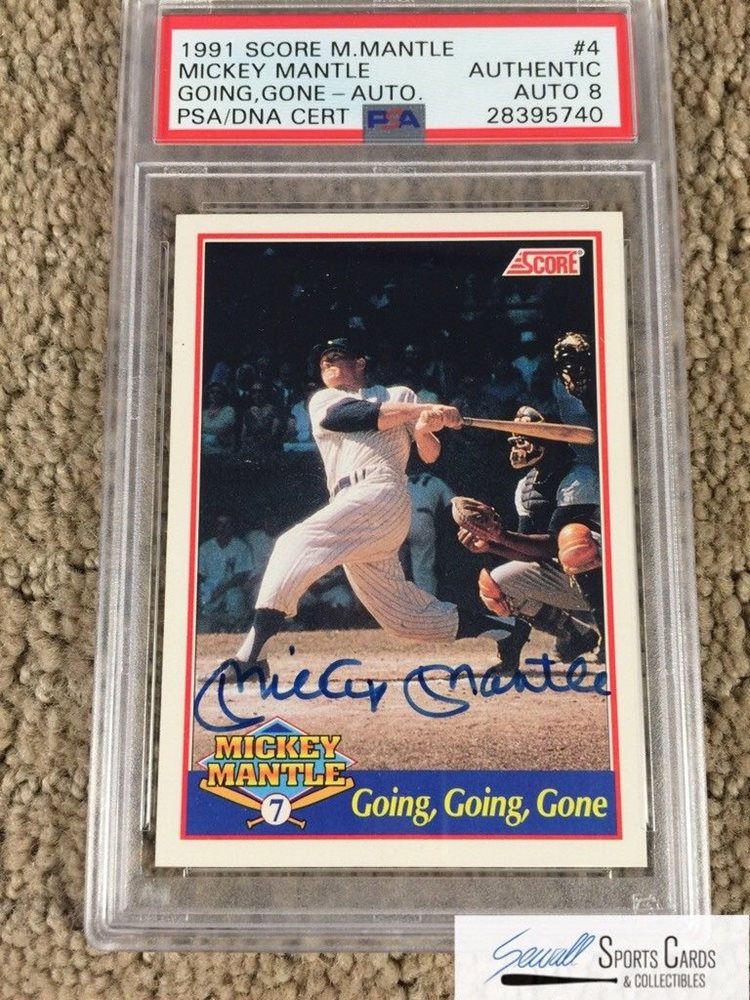 1991 SCORE M.MANTLE #4
MICKEY MANTLE AUTHENTIC
GOING,GONE - AUTO. AUTO 8
PSA/DNA CERT PSA 28395740
SCORE®
Mickey Mantle
MICKEY
MANTLE
7
Going, Going, Gone
Sewall SPORTS CARDS
& COLLECTIBLES